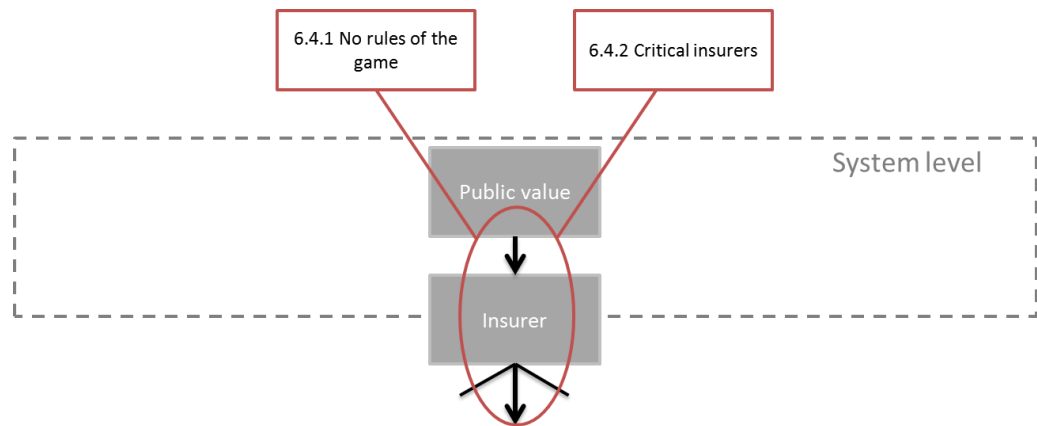 6.4.1 No rules of the
game
6.4.2 Critical insurers
System level
Public value
Insurer